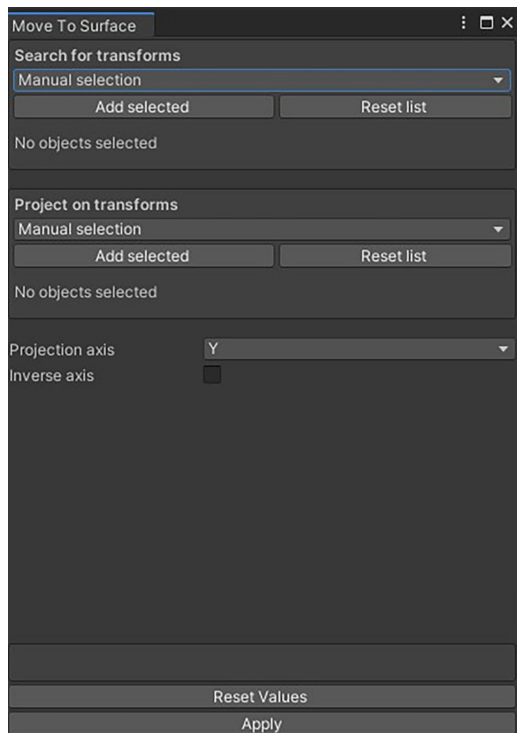 Move To Surface
Search for transforms
Manual selection
Add selected Reset list
No objects selected
Project on transforms
Manual selection
Add selected Reset list
No objects selected
Projection axis Y
Inverse axis
Reset Values
Apply